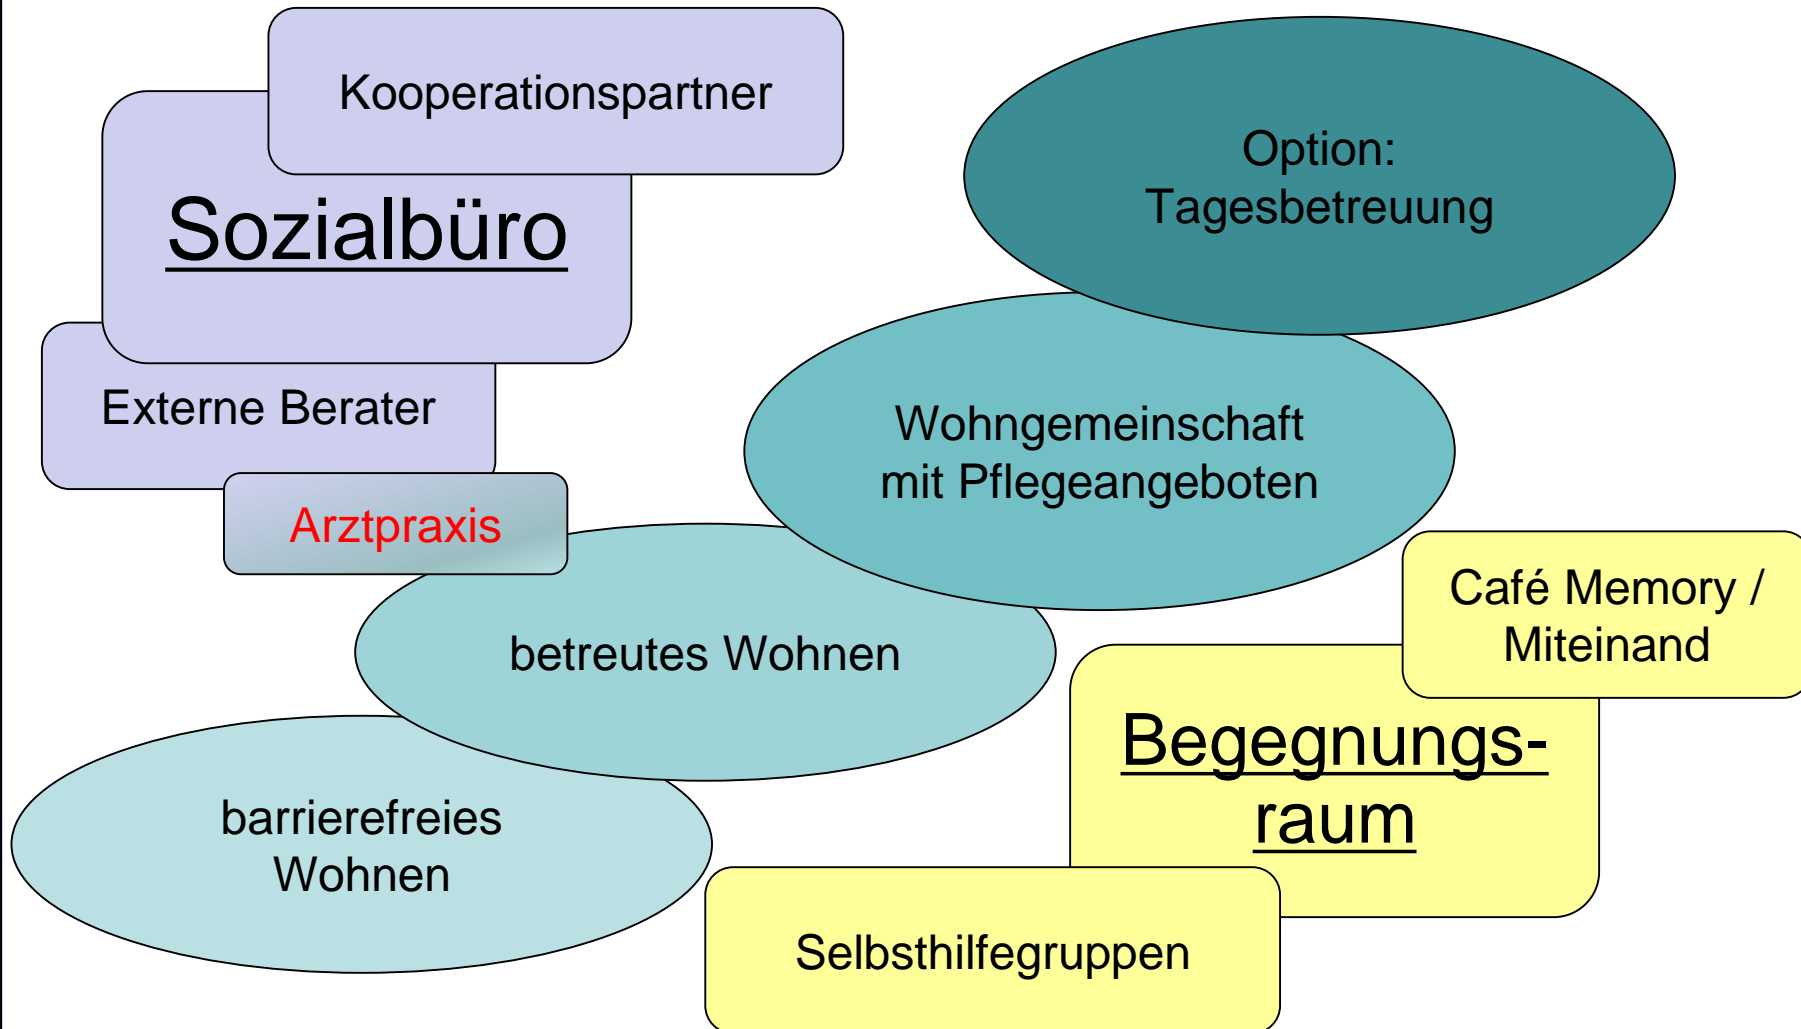 Kooperationspartner
Sozialbüro
Externe Berater
Arztpraxis
Option:
Tagesbetreuung
Wohngemeinschaft
mit Pflegeangeboten
betreutes Wohnen
barrierefreies
Wohnen
Café Memory /
Miteinand
Begegnungs-
raum
Selbsthilfegruppen